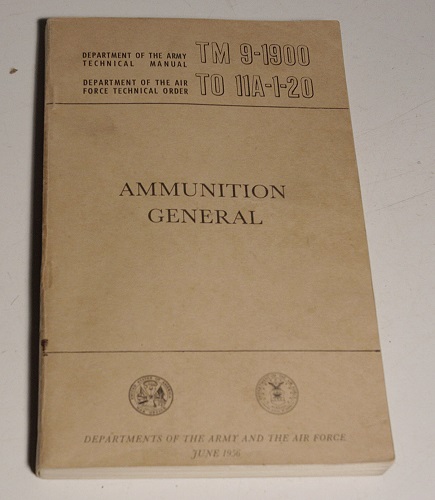 DEPARTMENT OF THE ARMY
TECHNICAL MANUAL
TM 9-1900
DEPARTMENT OF THE AIR
FORCE TECHNICAL ORDER
TO 11A-1-20
AMMUNITION
GENERAL
DEPARTMENTS OF THE ARMY AND THE AIR FORCE
JUNE 1956